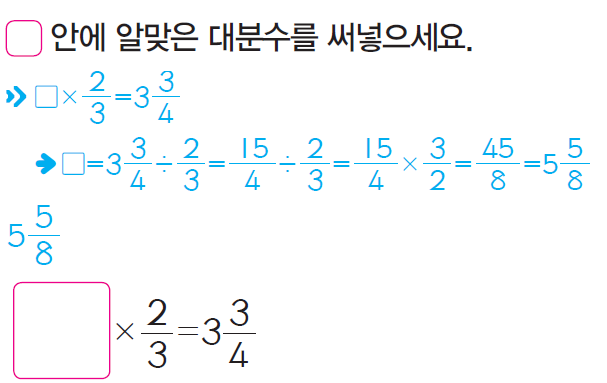 □ 안에 알맞은 대분수를 써넣으세요.
» □×2/3=3 3/4
➔ □=3 3/4÷2/3=15/4÷2/3=15/4×3/2=45/8=5 5/8
5 5/8
□×2/3=3 3/4